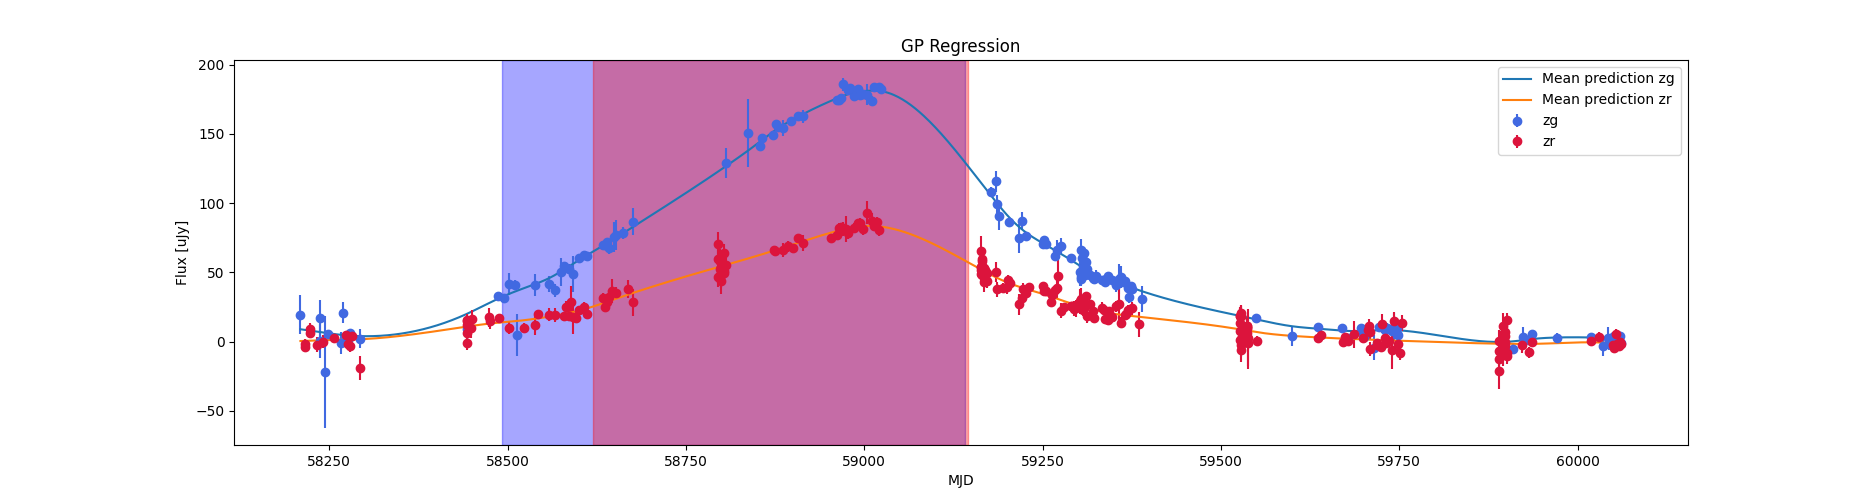 GP Regression
200
150
100
50
0
−50
Flux [uJy]
58250
58500
58750
59000
59250
59500
59750
60000
MJD
Mean prediction zg
Mean prediction zr
zg
zr